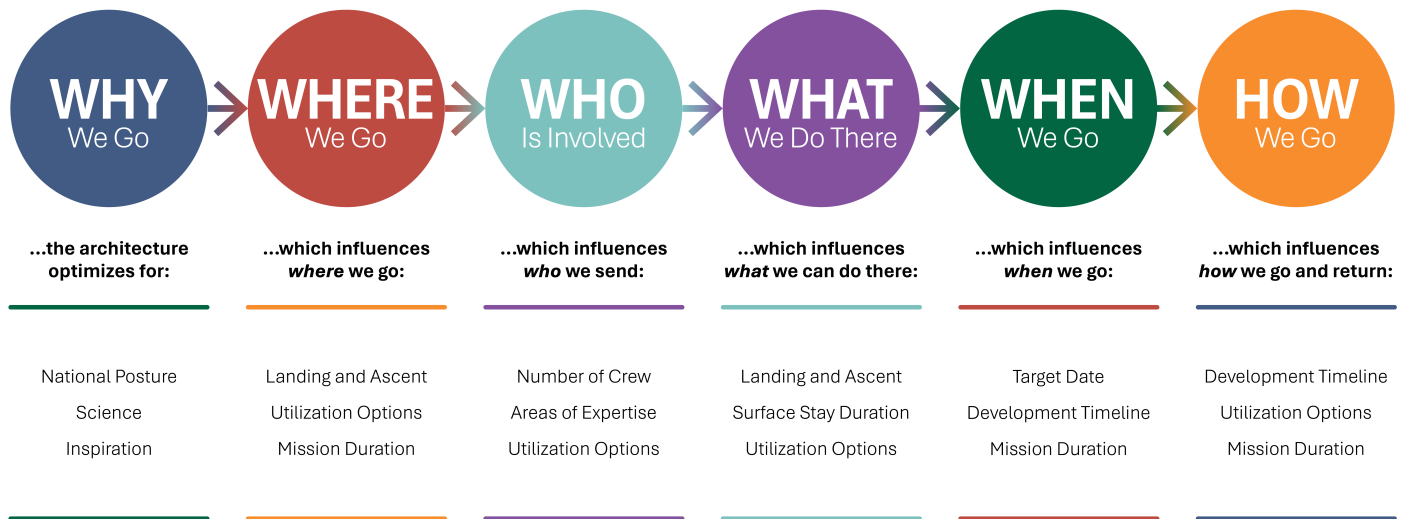 WHY
We Go
WHERE
We Go
WHO
Is Involved
WHAT
We Do There
WHEN
We Go
HOW
We Go
...the architecture
optimizes for:
...which influences
where we go:
...which influences
who we send:
...which influences
what we can do there:
...which influences
when we go:
...which influences
how we go and return:
National Posture
Science
Inspiration
Landing and Ascent
Utilization Options
Mission Duration
Number of Crew
Areas of Expertise
Utilization Options
Landing and Ascent
Surface Stay Duration
Utilization Options
Target Date
Development Timeline
Mission Duration
Development Timeline
Utilization Options
Mission Duration